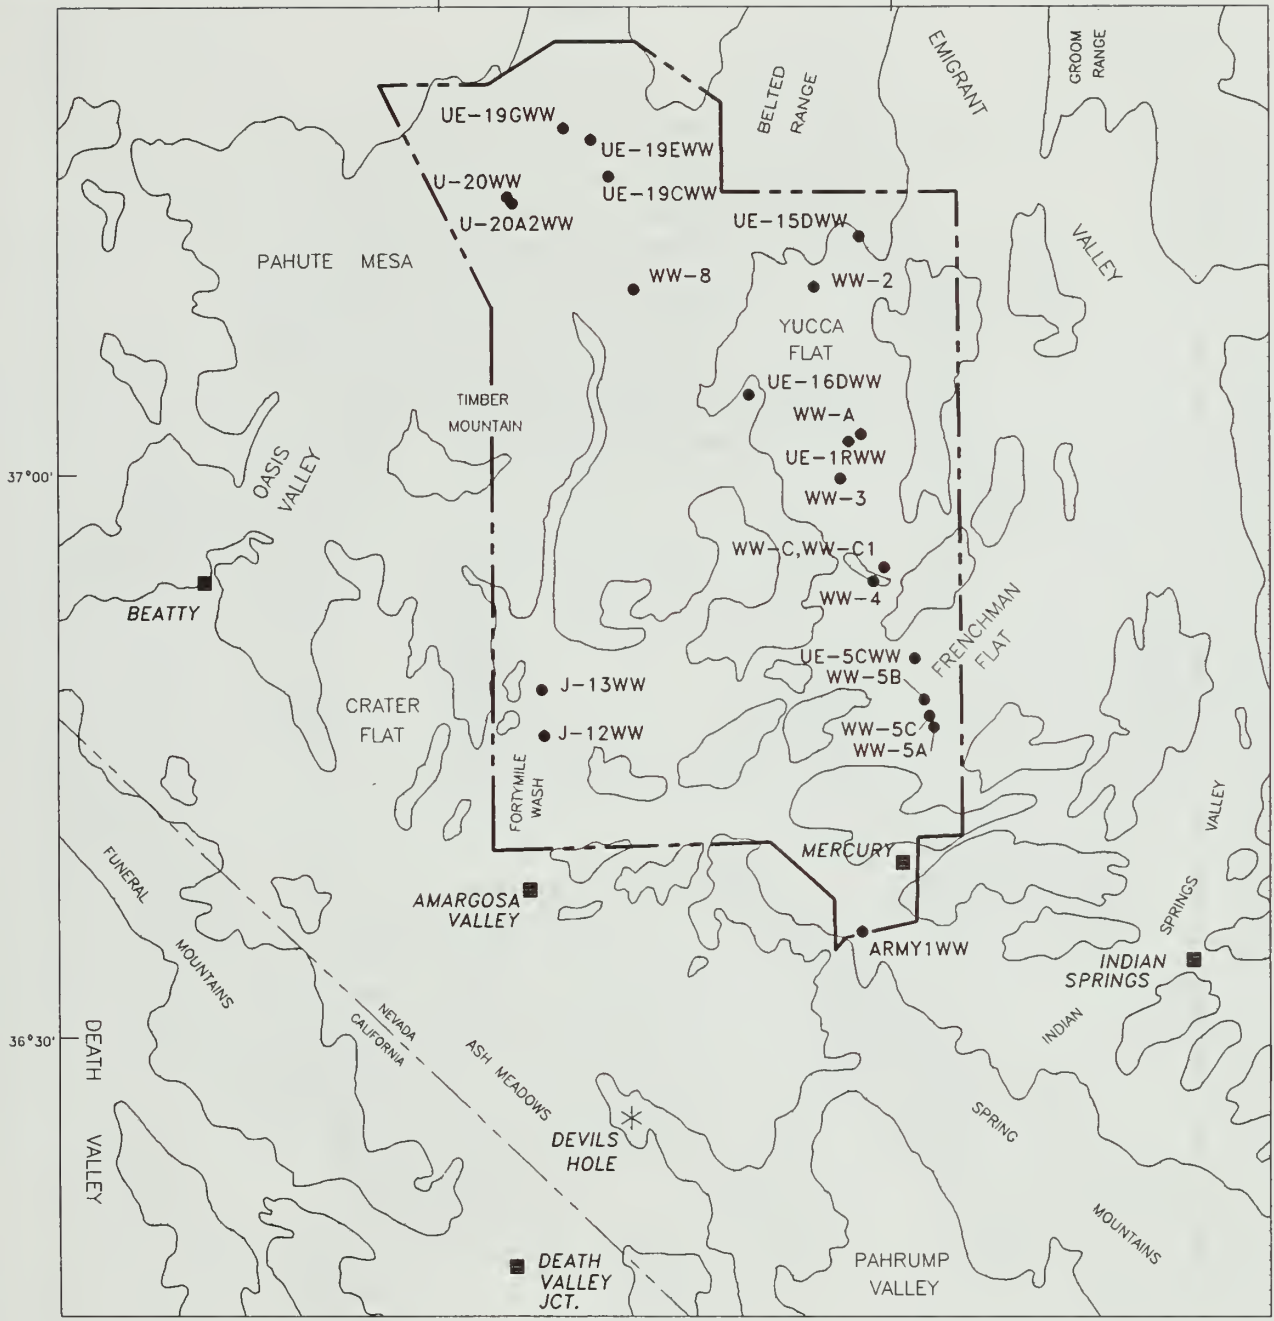 EMIGRANT
GROOM
RANGE
BELTED
RANGE
UE-19GWW
UE-19EWW
U-20WW
UE-19CWW
U-20A2WW
UE-15DWW
VALLEY
PAHUTE MESA
WW-8
WW-2
YUCCA
FLAT
UE-16DWW
TIMBER
MOUNTAIN
WW-A
UE-1RWW
OASIS
VALLEY
37°00'
WW-3
WW-C,WW-C1
WW-4
BEATTY
FRENCHMAN
FLAT
UE-5CWW
WW-5B
J-13WW
CRATER
FLAT
WW-5C
J-12WW
WW-5A
FORTYMILE
WASH
VALLEY
MERCURY
FUNERAL
AMARGOSA
VALLEY
SPRINGS
ARMY1WW
MOUNTAINS
INDIAN
SPRINGS
NEVADA
CALIFORNIA
INDIAN
36°30'
DEATH
ASH MEADOWS
SPRING
DEVILS
HOLE
VALLEY
MOUNTAINS
DEATH
VALLEY
JCT.
PAHRUMP
VALLEY